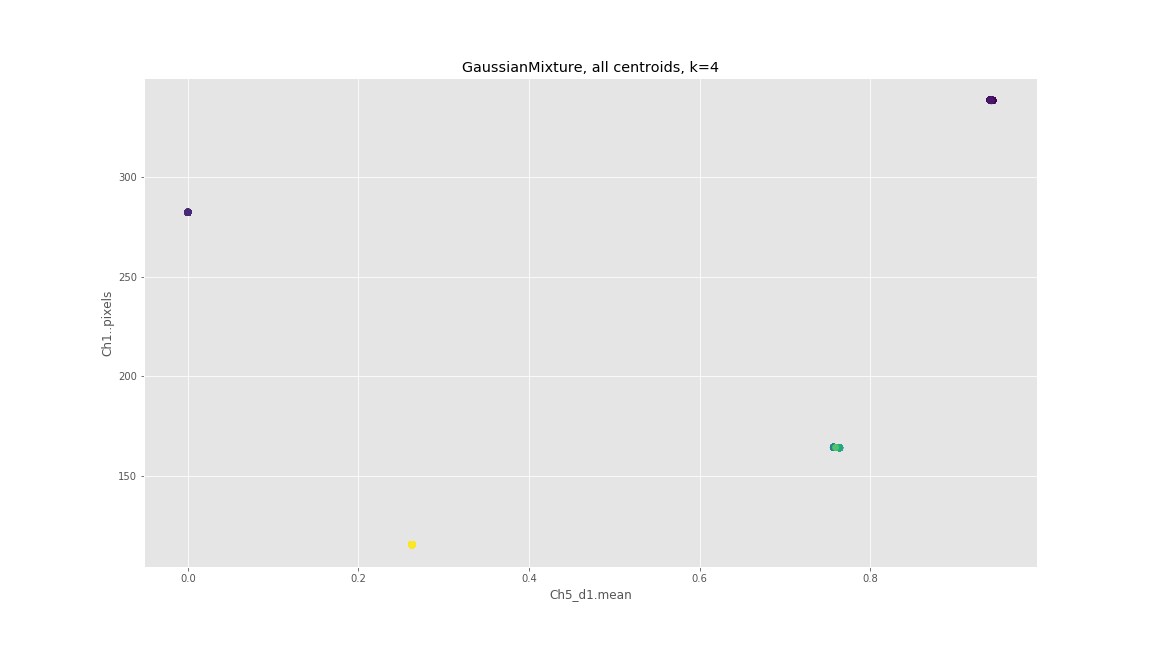 GaussianMixture, all centroids, k=4
300
250
200
150
Ch1..pixels
0.0 0.2 0.4 0.6 0.8
Ch5_d1.mean